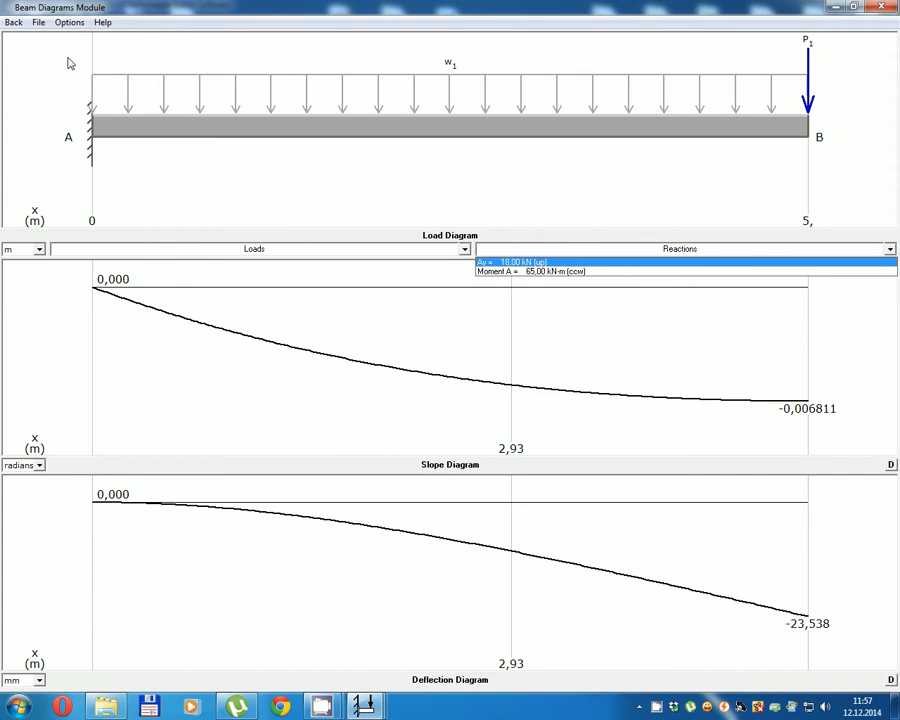 Beam Diagrams Module
Back File Options Help
P1
w1
A
B
x
(m)
0
5,
Load Diagram
m
Loads
Reactions
Ay = 18,00 kN (up)
Moment A = 65,00 kN-m (ccw)
0,000
-0,006811
x
(m)
2,93
radians
Slope Diagram
D
0,000
-23,538
x
(m)
2,93
mm
Deflection Diagram
D
11:57
12.12.2014